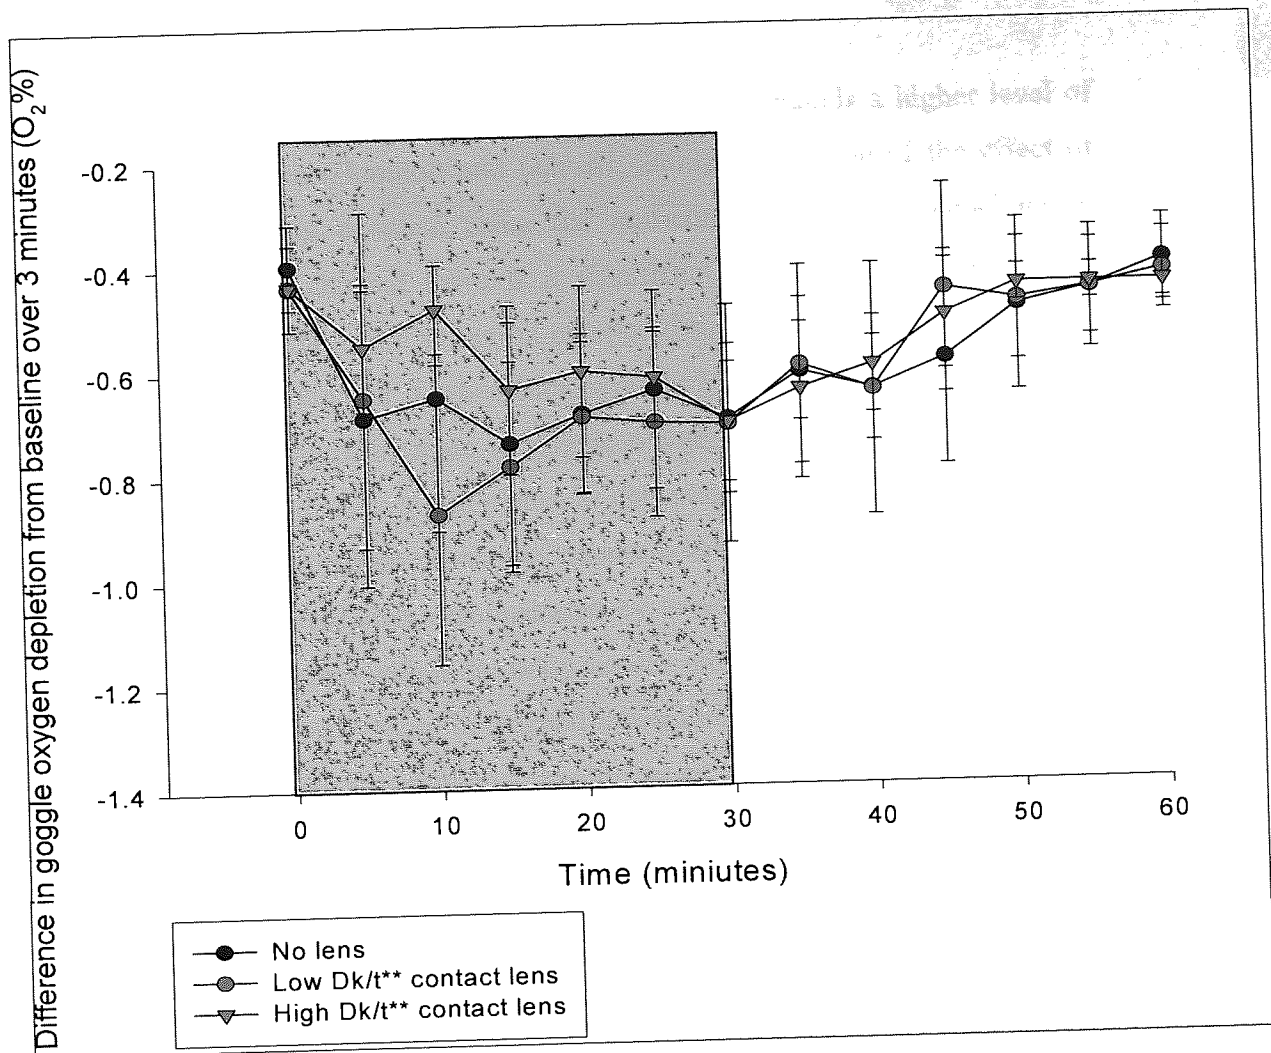 a higher level of
the effect of
Difference in goggle oxygen depletion from baseline over 3 minutes (O₂%)
-0.2
-0.4
-0.6
-0.8
-1.0
-1.2
-1.4
0 10 20 30 40 50 60
Time (miniutes)
No lens
Low Dk/t** contact lens
High Dk/t** contact lens